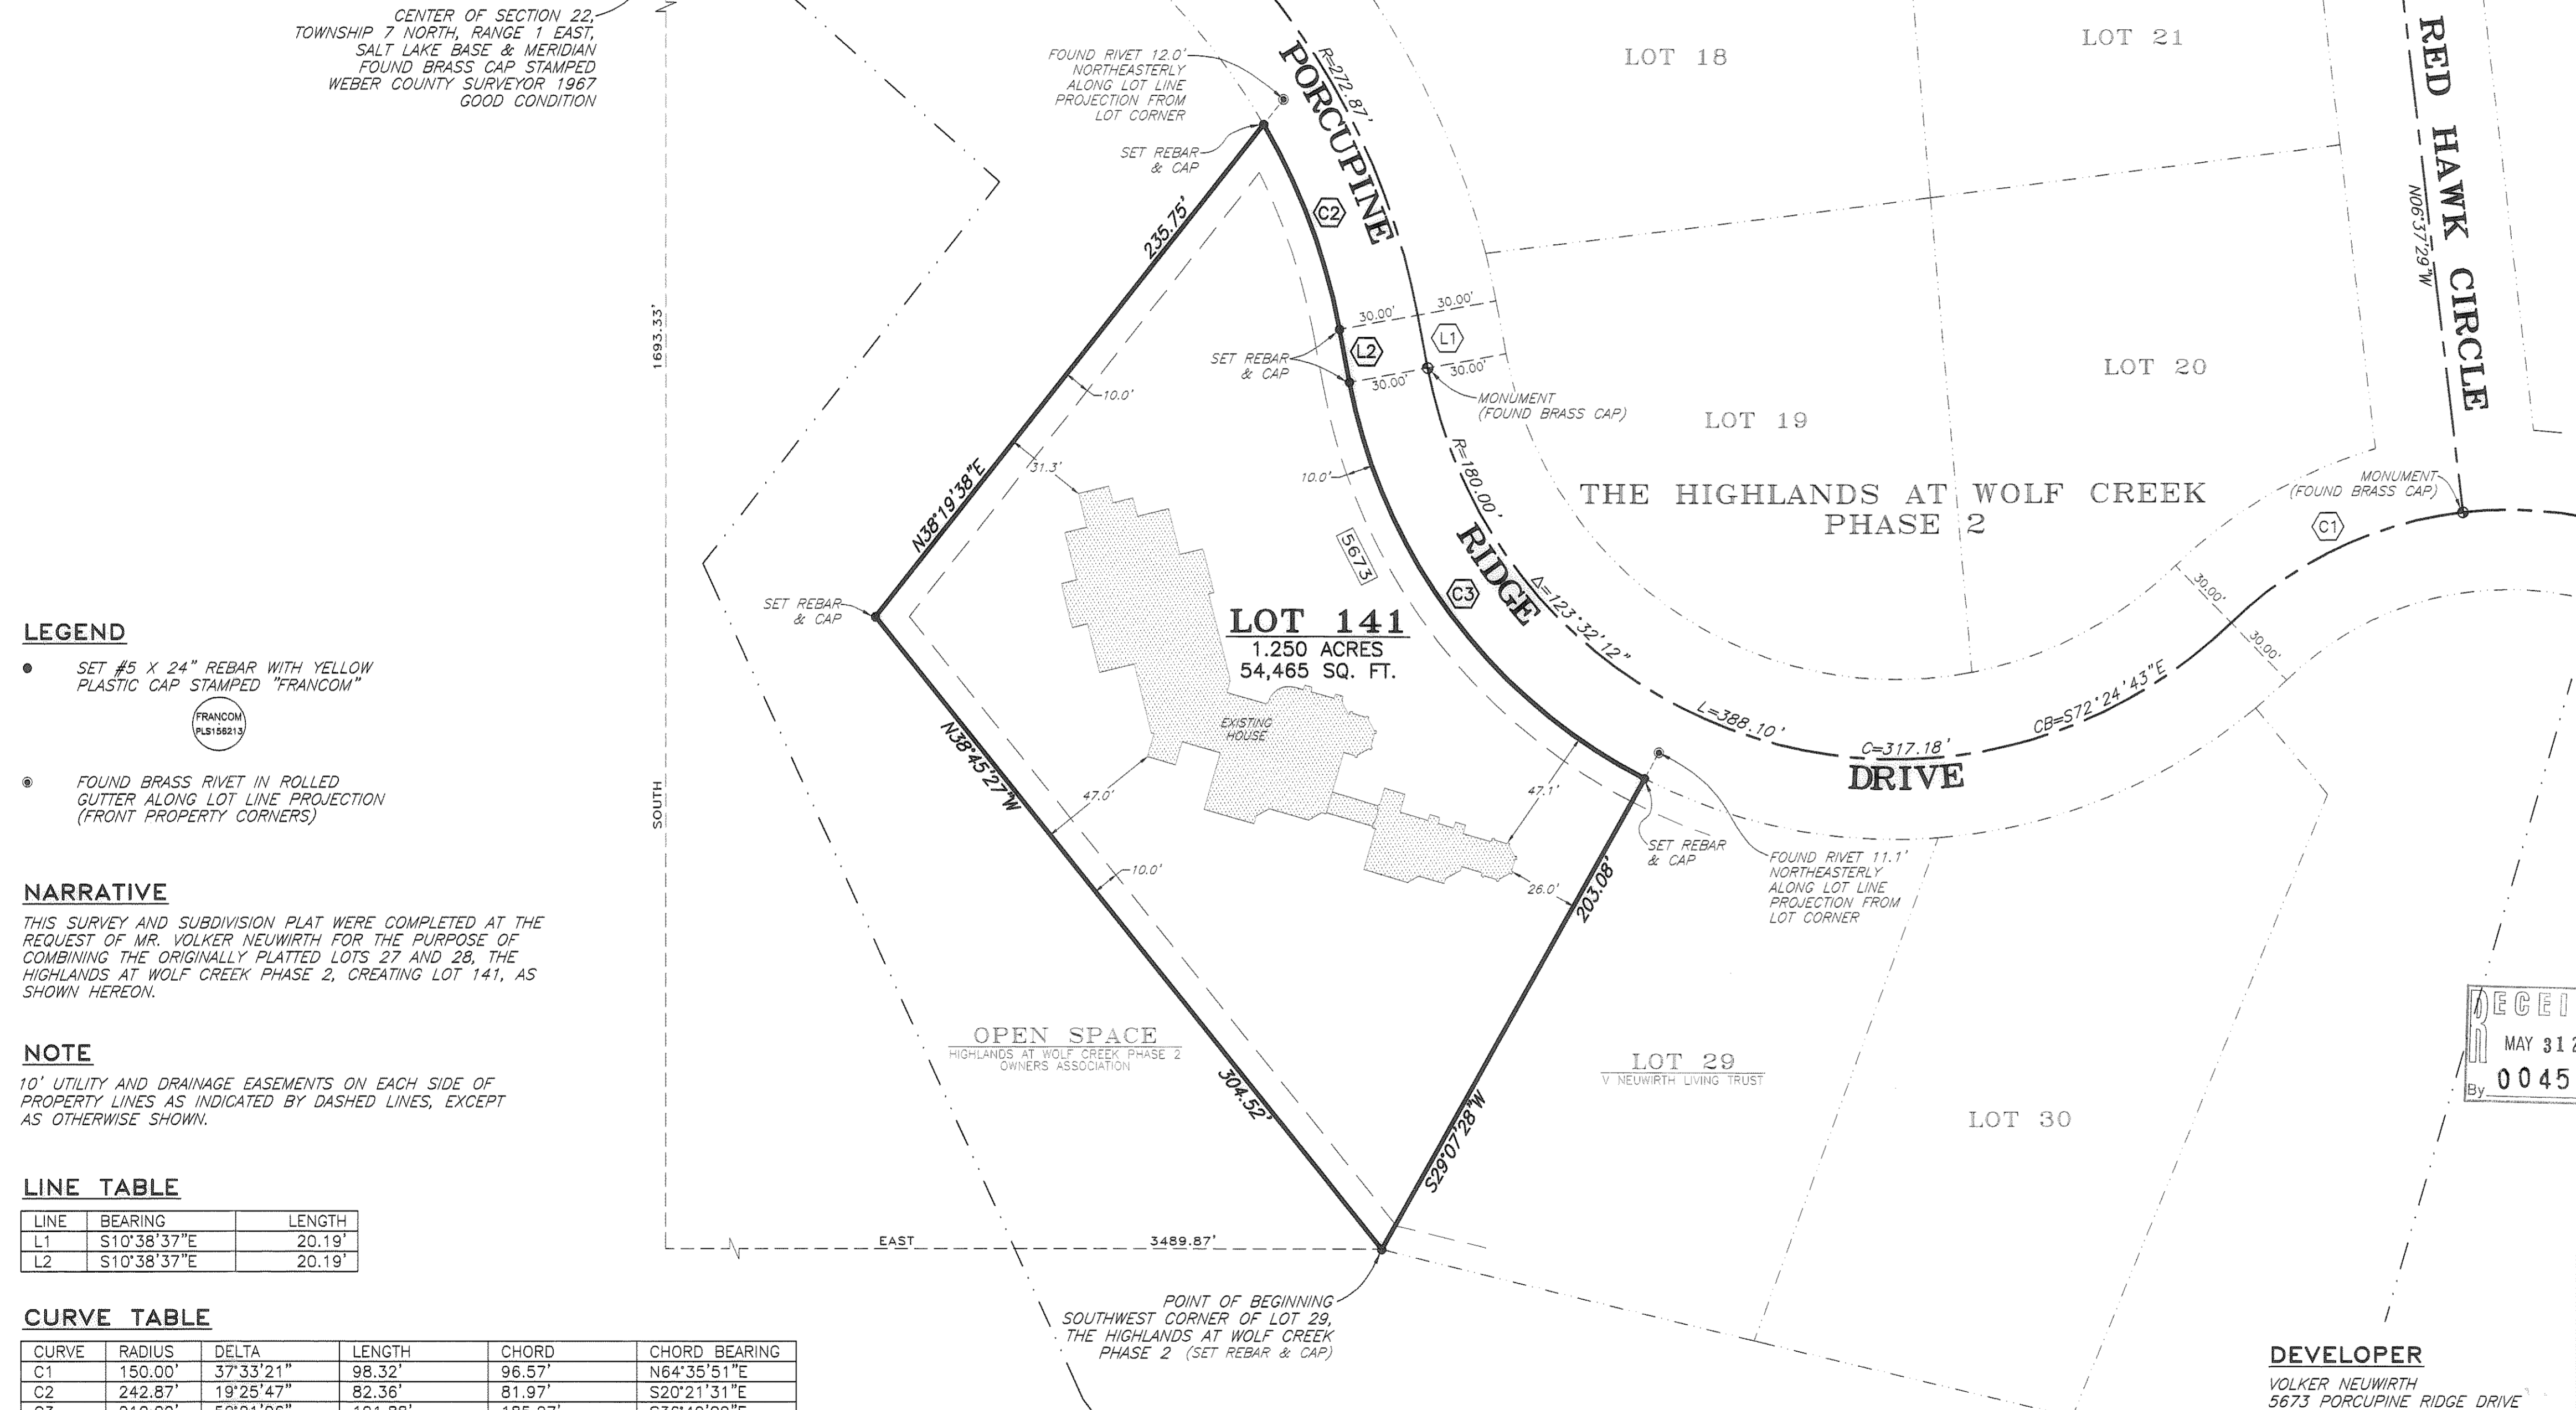 CENTER OF SECTION 22,
TOWNSHIP 7 NORTH, RANGE 1 EAST,
SALT LAKE BASE & MERIDIAN
FOUND BRASS CAP STAMPED
WEBER COUNTY SURVEYOR 1967
GOOD CONDITION
FOUND RIVET 12.0'
NORTHEASTERLY
ALONG LOT LINE
PROJECTION FROM
LOT CORNER
SET REBAR
& CAP
235.75'
N38°19'38"E
1693.33'
SOUTH
PORCUPINE
RIDGE
DRIVE
R=272.87'
C2
30.00'
30.00'
L1
L2
30.00'
30.00'
SET REBAR
& CAP
MONUMENT
(FOUND BRASS CAP)
LOT 18
LOT 21
LOT 19
LOT 20
RED HAWK CIRCLE
N06°37'29"W
THE HIGHLANDS AT WOLF CREEK
PHASE 2
MONUMENT
(FOUND BRASS CAP)
C1
30.00'
30.00'
10.0'
31.3'
10.0'
5673
R=180.00'
Δ=123°32'12"
L=388.10'
C=317.18'
CB=S72°24'43"E
C3
SET REBAR
& CAP
LOT 141
1.250 ACRES
54,465 SQ. FT.
EXISTING
HOUSE
N38°45'27"W
47.0'
10.0'
47.1'
26.0'
203.08'
SET REBAR
& CAP
FOUND RIVET 11.1'
NORTHEASTERLY
ALONG LOT LINE
PROJECTION FROM
LOT CORNER
304.52'
S29°07'28"W
OPEN SPACE
HIGHLANDS AT WOLF CREEK PHASE 2
OWNERS ASSOCIATION
LOT 29
V NEUWIRTH LIVING TRUST
LOT 30
EAST
3489.87'
POINT OF BEGINNING
SOUTHWEST CORNER OF LOT 29,
THE HIGHLANDS AT WOLF CREEK
PHASE 2 (SET REBAR & CAP)
LEGEND
SET #5 X 24" REBAR WITH YELLOW
PLASTIC CAP STAMPED "FRANCOM"
FRANCOM
PLS156213
FOUND BRASS RIVET IN ROLLED
GUTTER ALONG LOT LINE PROJECTION
(FRONT PROPERTY CORNERS)
NARRATIVE
THIS SURVEY AND SUBDIVISION PLAT WERE COMPLETED AT THE
REQUEST OF MR. VOLKER NEUWIRTH FOR THE PURPOSE OF
COMBINING THE ORIGINALLY PLATTED LOTS 27 AND 28, THE
HIGHLANDS AT WOLF CREEK PHASE 2, CREATING LOT 141, AS
SHOWN HEREON.
NOTE
10' UTILITY AND DRAINAGE EASEMENTS ON EACH SIDE OF
PROPERTY LINES AS INDICATED BY DASHED LINES, EXCEPT
AS OTHERWISE SHOWN.
LINE TABLE
LINE BEARING LENGTH
L1 S10°38'37"E 20.19'
L2 S10°38'37"E 20.19'
CURVE TABLE
CURVE RADIUS DELTA LENGTH CHORD CHORD BEARING
C1 150.00' 37°33'21" 98.32' 96.57' N64°35'51"E
C2 242.87' 19°25'47" 82.36' 81.97' S20°21'31"E
RECEI
MAY 31 2
0045
By
DEVELOPER
VOLKER NEUWIRTH
5673 PORCUPINE RIDGE DRIVE